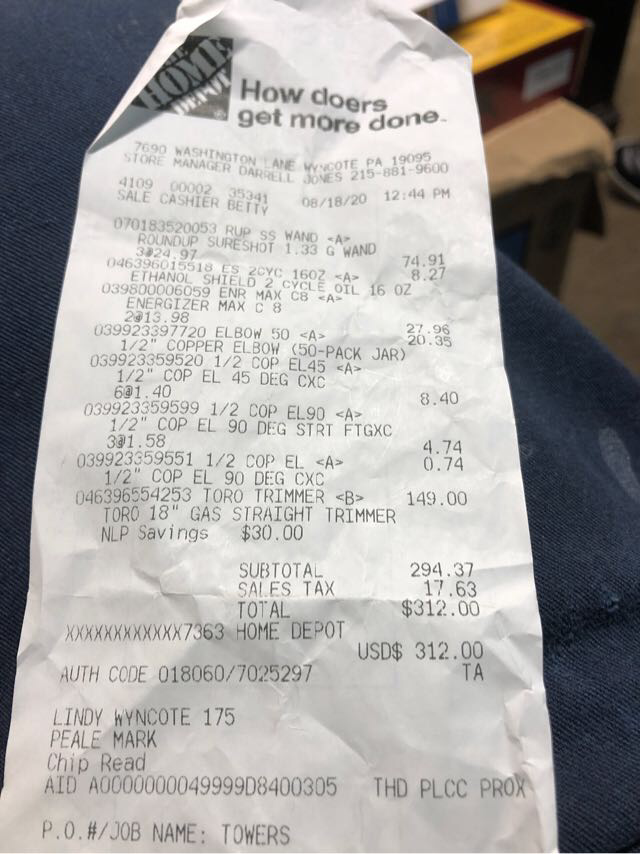 THE
HOME
DEPOT
How doers
get more done.
7690 WASHINGTON LANE WYNCOTE PA 19095
STORE MANAGER DARRELL JONES 215-881-9600
4109 00002 35341 08/18/20 12:44 PM
SALE CASHIER BETTY
070183520053 RUP SS WAND <A>
ROUNDUP SURESHOT 1.33 G WAND
3@24.97 74.91
046396015518 ES 2CYC 16OZ <A> 8.27
ETHANOL SHIELD 2 CYCLE OIL 16 OZ
039800006059 ENR MAX C8 <A>
ENERGIZER MAX C 8
2@13.98 27.96
039923397720 ELBOW 50 <A> 20.35
1/2" COPPER ELBOW (50-PACK JAR)
039923359520 1/2 COP EL45 <A>
1/2" COP EL 45 DEG CXC
6@1.40 8.40
039923359599 1/2 COP EL90 <A>
1/2" COP EL 90 DEG STRT FTGXC
3@1.58 4.74
039923359551 1/2 COP EL <A> 0.74
1/2" COP EL 90 DEG CXC
046396554253 TORO TRIMMER <B> 149.00
TORO 18" GAS STRAIGHT TRIMMER
NLP Savings $30.00
SUBTOTAL 294.37
SALES TAX 17.63
TOTAL $312.00
XXXXXXXXXXXX7363 HOME DEPOT
USD$ 312.00
AUTH CODE 018060/7025297 TA
LINDY WYNCOTE 175
PEALE MARK
Chip Read
AID A0000000049999D8400305 THD PLCC PROX
P.O.#/JOB NAME: TOWERS